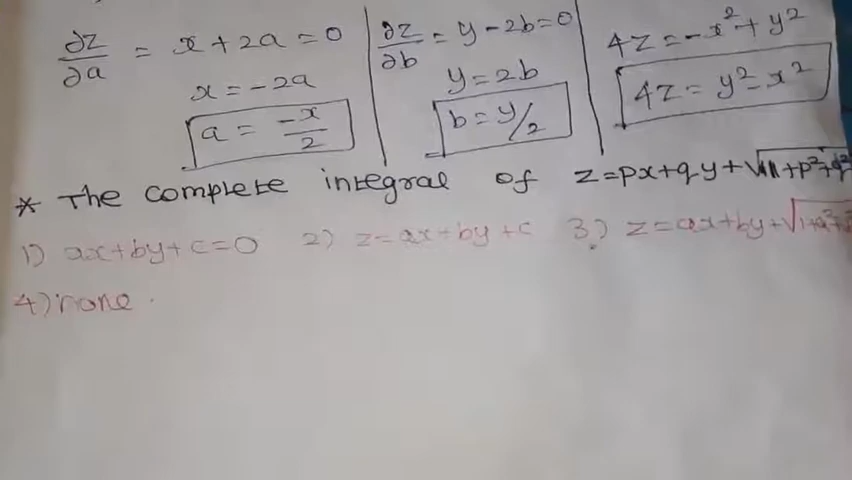 ∂z/∂a = x + 2a = 0
x = -2a
a = -x/2
∂z/∂b = y - 2b = 0
y = 2b
b = y/2
4z = -x² + y²
4z = y² - x²
* The complete integral of z = px + qy + √1 + p² + q²
1) ax + by + c = 0 2) z = ax + by + c 3) z = ax + by + √1 + a² +
4) none .